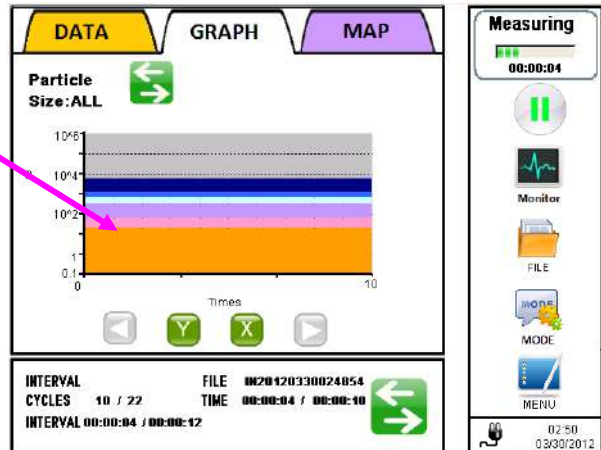 DATA GRAPH MAP
Particle
Size:ALL
10^6
10^4
10^2
1
0.1
0 10
Times
Y X
INTERVAL FILE IN20120330024854
CYCLES 10 / 22 TIME 00:00:04 / 00:00:10
INTERVAL 00:00:04 / 00:00:12
Measuring
00:00:04
Monitor
FILE
MODE
MODE
MENU
02:50
03/30/2012